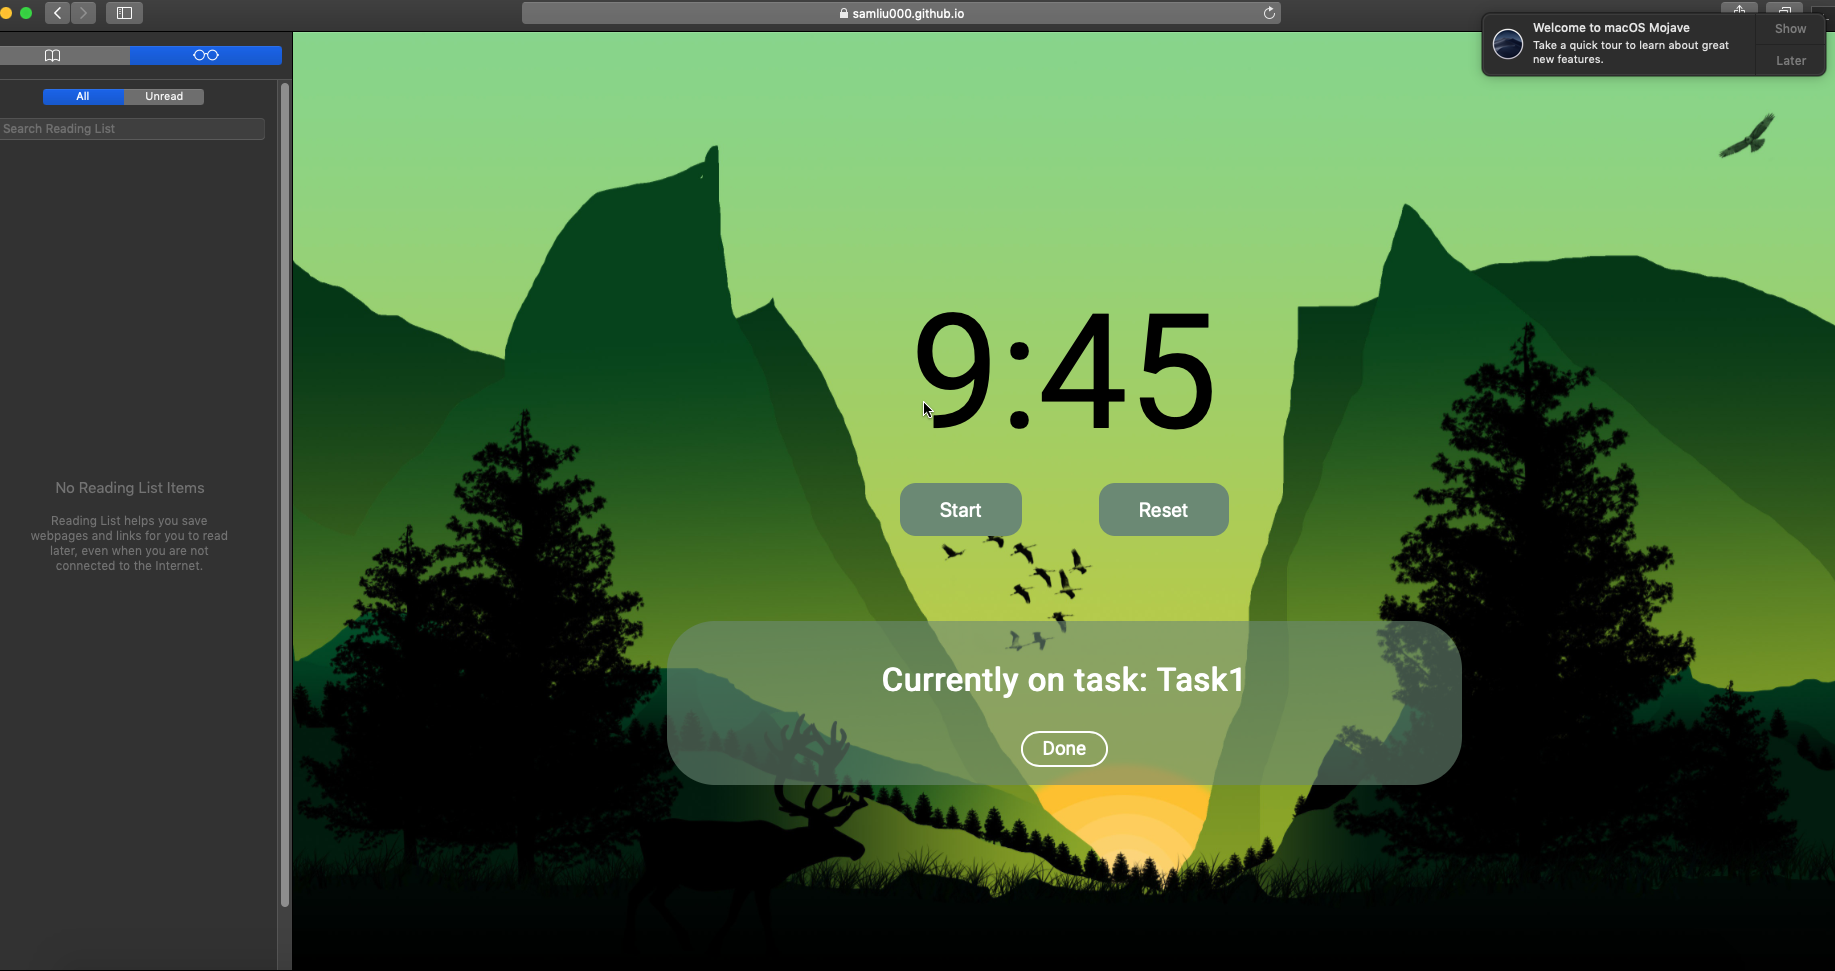 samliu000.github.io
Welcome to macOS Mojave
Take a quick tour to learn about great
new features.
Show
Later
All
Unread
Search Reading List
No Reading List Items
Reading List helps you save
webpages and links for you to read
later, even when you are not
connected to the Internet.
9:45
Start
Reset
Currently on task: Task1
Done